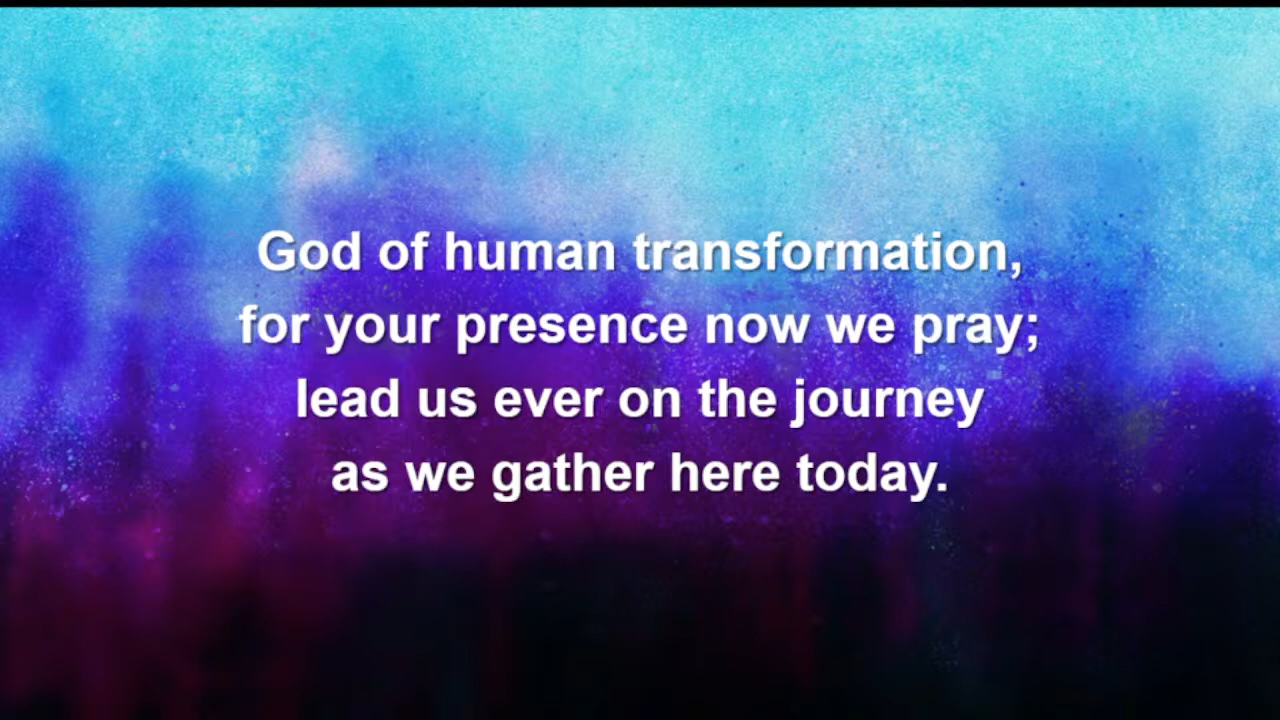 God of human transformation,
for your presence now we pray;
lead us ever on the journey
as we gather here today.